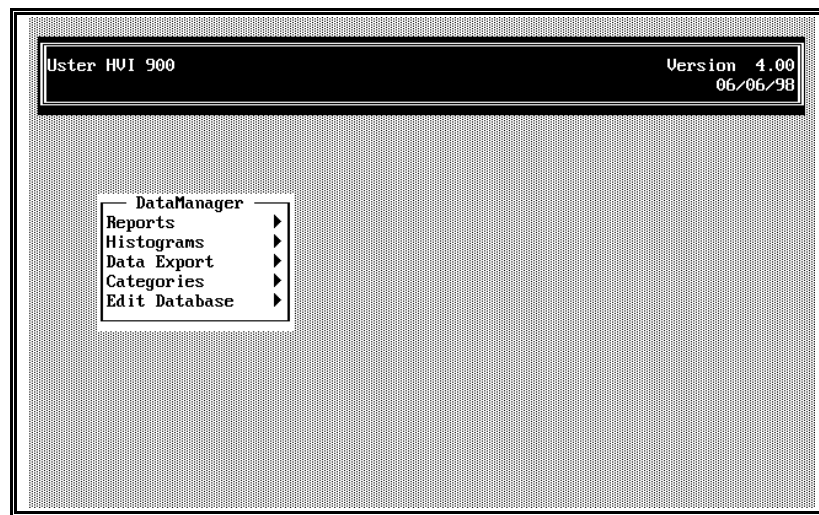 Uster HVI 900 Version 4.00
06/06/98
DataManager
Reports
Histograms
Data Export
Categories
Edit Database